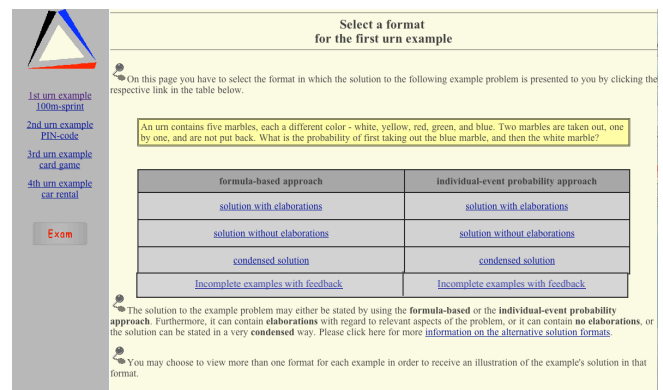 Select a format
for the first urn example
On this page you have to select the format in which the solution to the following example problem is presented to you by clicking the
respective link in the table below.
1st urn example
100m-sprint
2nd urn example
PIN-code
3rd urn example
card game
4th urn example
car rental
Exam
An urn contains five marbles, each a different color - white, yellow, red, green, and blue. Two marbles are taken out, one
by one, and are not put back. What is the probability of first taking out the blue marble, and then the white marble?
formula-based approach individual-event probability approach
solution with elaborations solution with elaborations
solution without elaborations solution without elaborations
condensed solution condensed solution
Incomplete examples with feedback Incomplete examples with feedback
The solution to the example problem may either be stated by using the formula-based or the individual-event probability
approach. Furthermore, it can contain elaborations with regard to relevant aspects of the problem, or it can contain no elaborations, or
the solution can be stated in a very condensed way. Please click here for more information on the alternative solution formats.
You may choose to view more than one format for each example in order to receive an illustration of the example's solution in that
format.